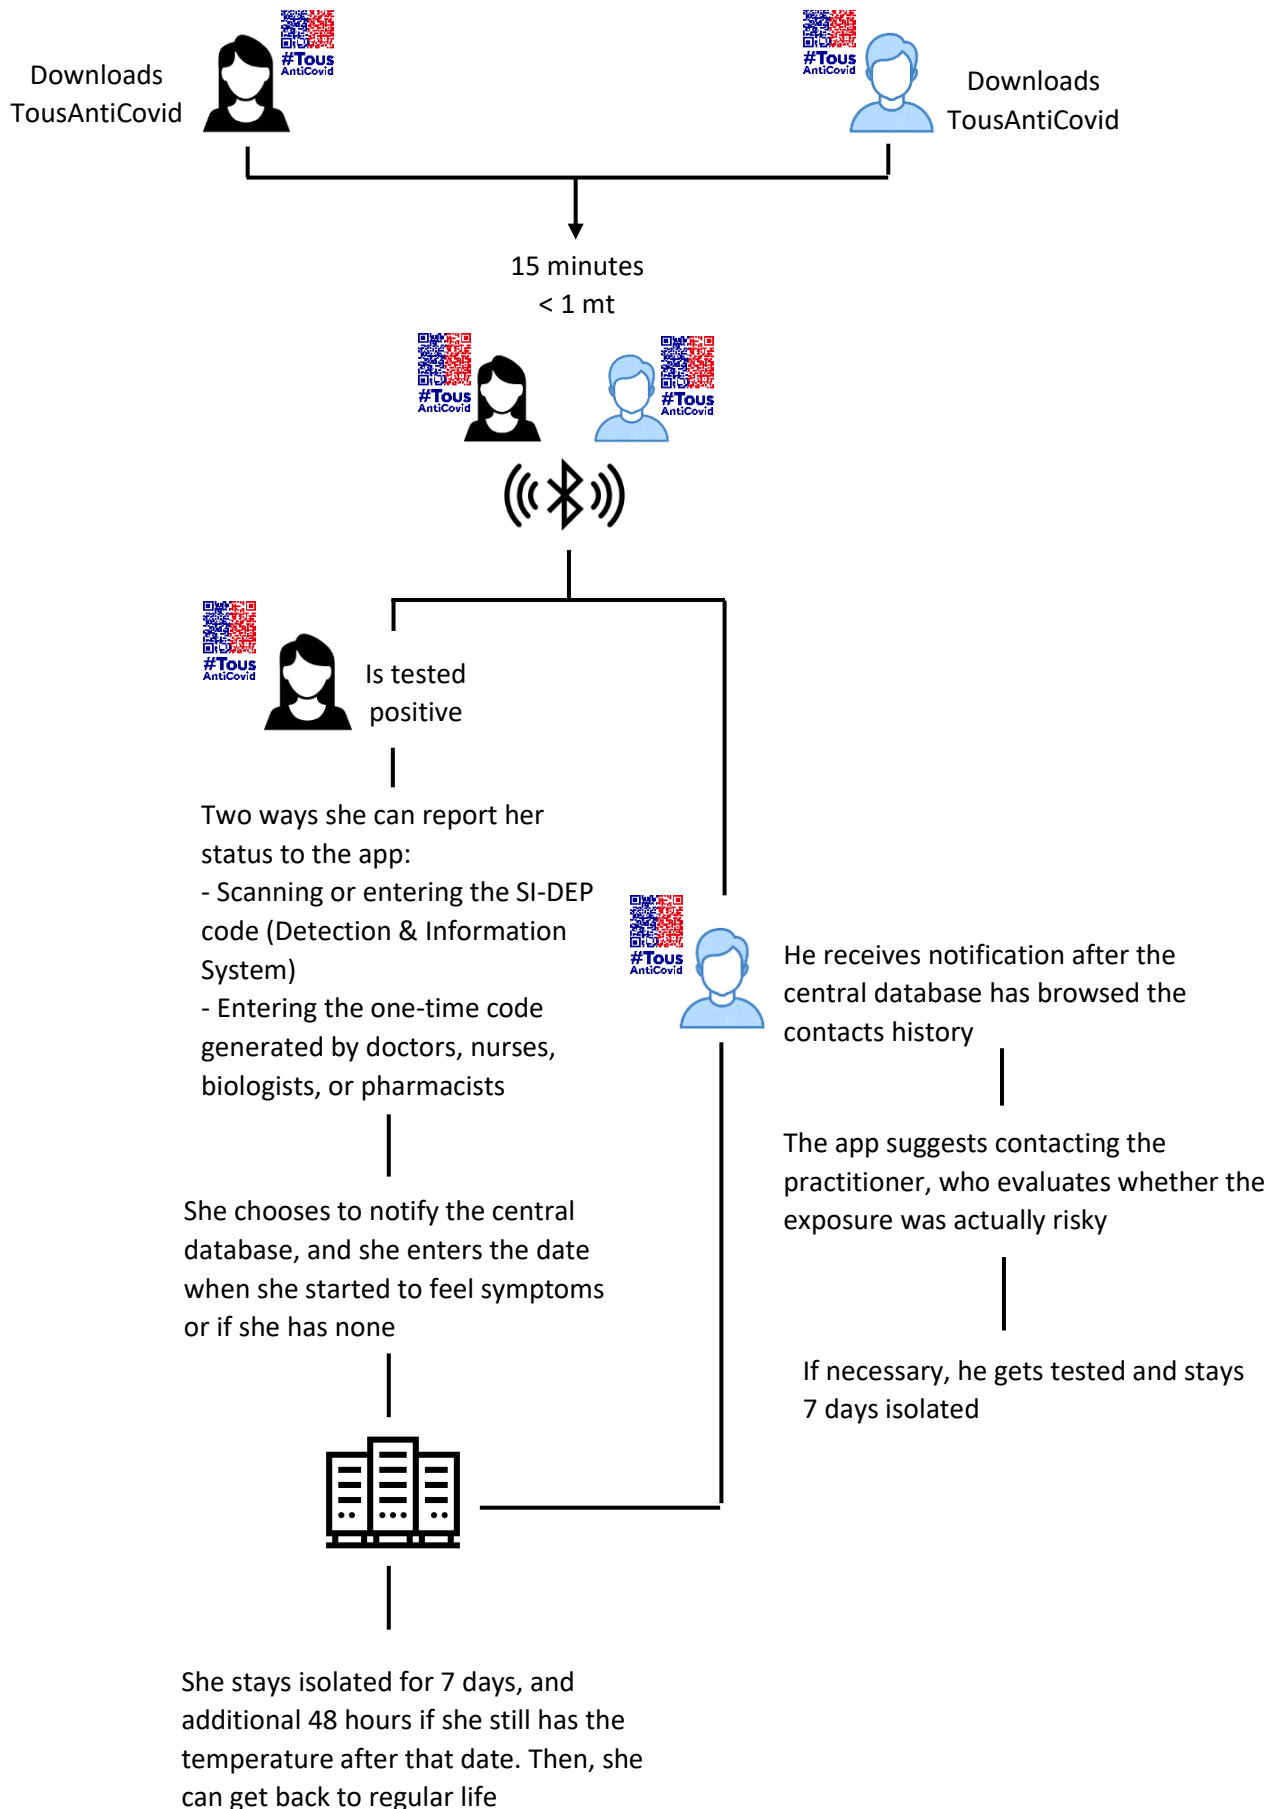 #Tous
AntiCovid
Downloads
TousAntiCovid
#Tous
AntiCovid
Downloads
TousAntiCovid
15 minutes
< 1 mt
#Tous
AntiCovid
#Tous
AntiCovid
#Tous
AntiCovid
Is tested
positive
Two ways she can report her
status to the app:
- Scanning or entering the SI-DEP
code (Detection & Information
System)
- Entering the one-time code
generated by doctors, nurses,
biologists, or pharmacists
She chooses to notify the central
database, and she enters the date
when she started to feel symptoms
or if she has none
#Tous
AntiCovid
He receives notification after the
central database has browsed the
contacts history
The app suggests contacting the
practitioner, who evaluates whether the
exposure was actually risky
If necessary, he gets tested and stays
7 days isolated
She stays isolated for 7 days, and
additional 48 hours if she still has the
temperature after that date. Then, she
can get back to regular life